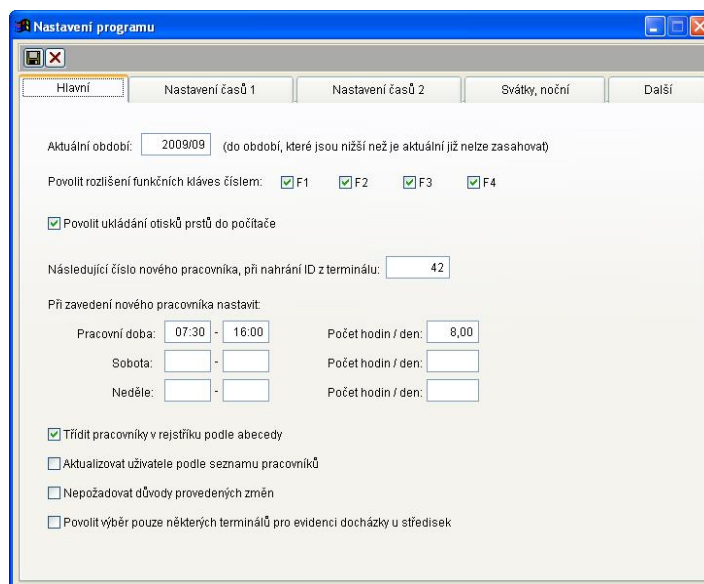 Nastavení programu
Hlavní Nastavení časů 1 Nastavení časů 2 Svátky, noční Další
Aktuální období: 2009/09 (do období, které jsou nižší než je aktuální již nelze zasahovat)
Povolit rozlišení funkčních kláves číslem: F1 F2 F3 F4
Povolit ukládání otisků prstů do počítače
Následující číslo nového pracovníka, při nahrání ID z terminálu: 42
Při zavedení nového pracovníka nastavit:
Pracovní doba: 07:30 - 16:00 Počet hodin / den: 8,00
Sobota: - Počet hodin / den:
Neděle: - Počet hodin / den:
Třídit pracovníky v rejstříku podle abecedy
Aktualizovat uživatele podle seznamu pracovníků
Nepožadovat důvody provedených změn
Povolit výběr pouze některých terminálů pro evidenci docházky u středisek